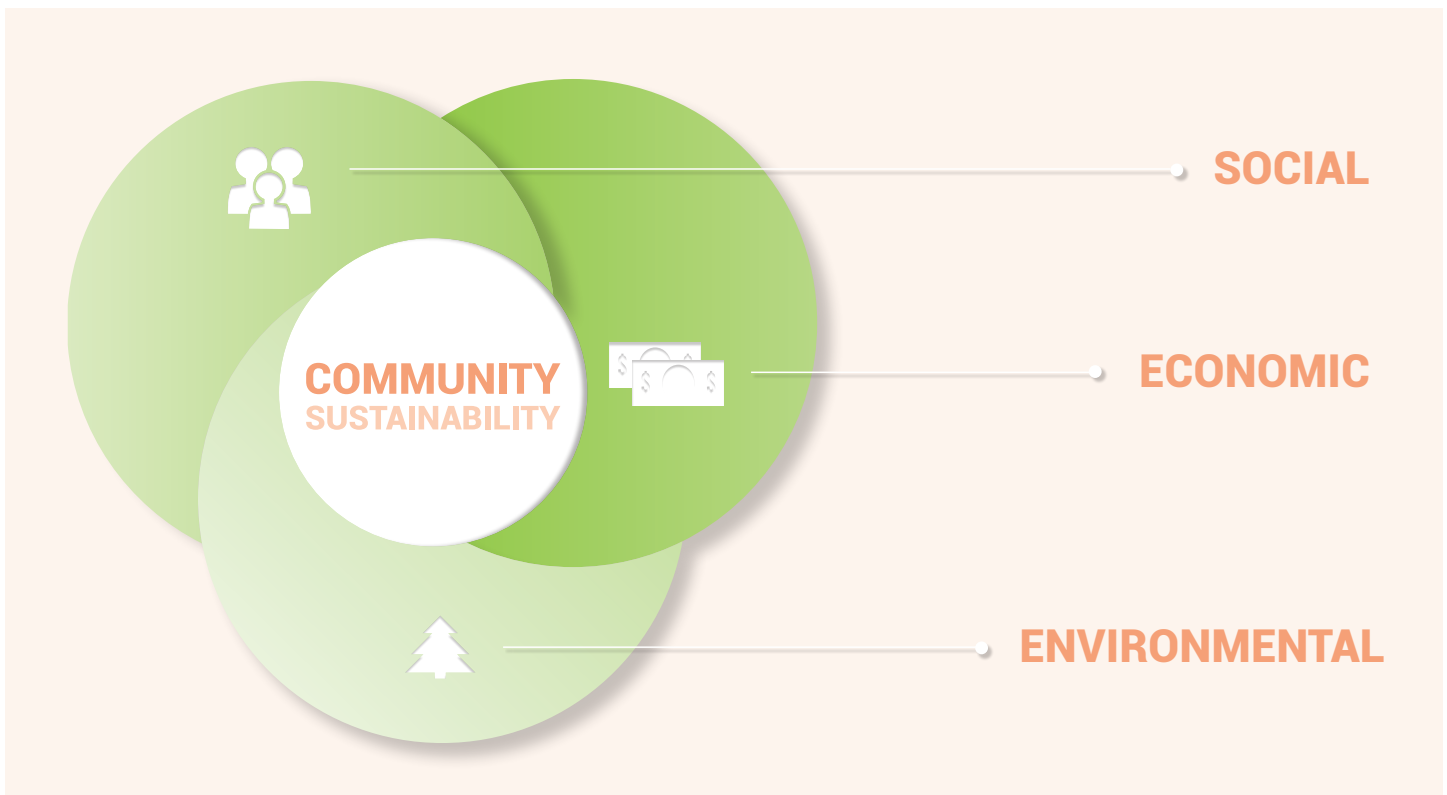 SOCIAL
COMMUNITY
SUSTAINABILITY
ECONOMIC
ENVIRONMENTAL